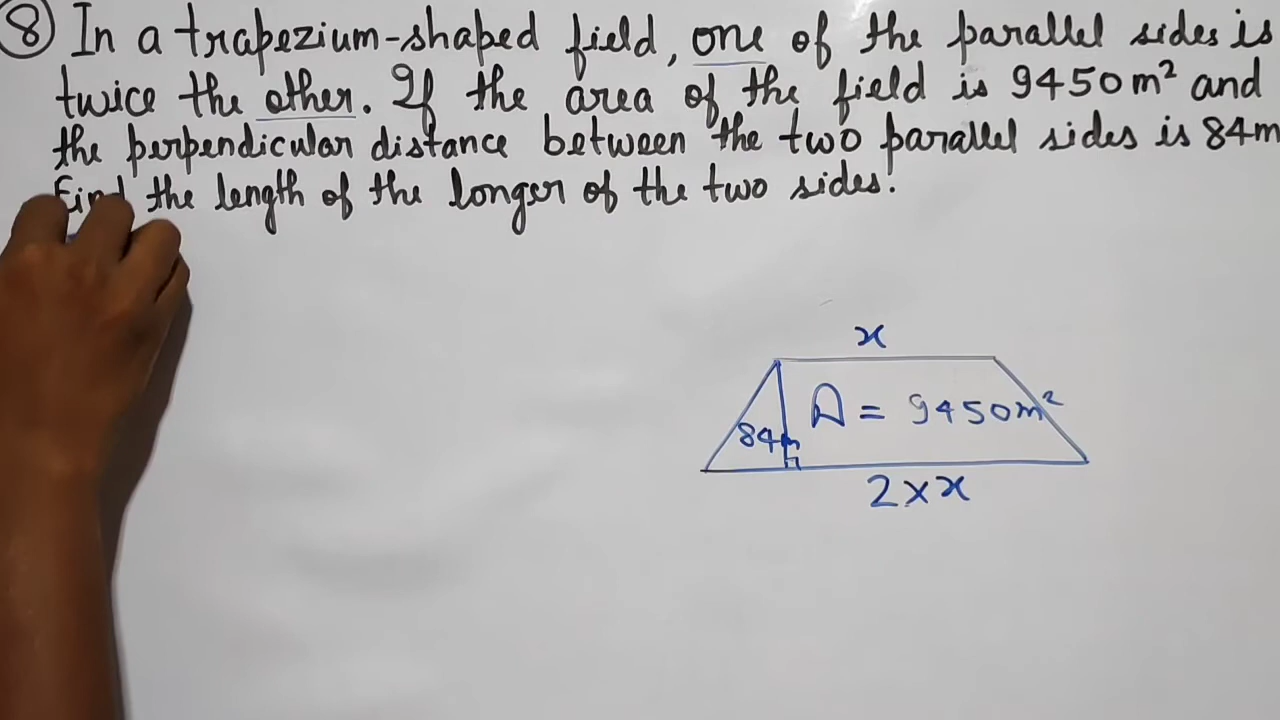 8 In a trapezium-shaped field, one of the parallel sides is
twice the other. If the area of the field is 9450m² and
the perpendicular distance between the two parallel sides is 84m
Find the length of the longer of the two sides.
x
84m A = 9450m²
2×x